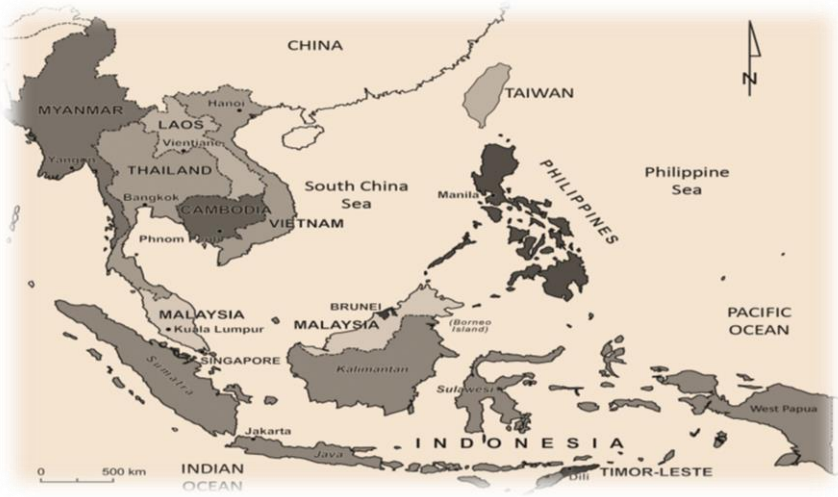 CHINA
N
TAIWAN
MYANMAR
Hanoi
LAOS
Vientiane
Yangon
THAILAND
South China
Sea
Philippine
Sea
PHILIPPINES
Manila
Bangkok
CAMBODIA
VIETNAM
Phnom Penh
MALAYSIA
Kuala Lumpur
BRUNEI
MALAYSIA
(Borneo
Island)
PACIFIC
OCEAN
SINGAPORE
Sumatra
Kalimantan
Sulawesi
West Papua
Jakarta
INDONESIA
Java
0 500 km
INDIAN
OCEAN
Dili
TIMOR-LESTE